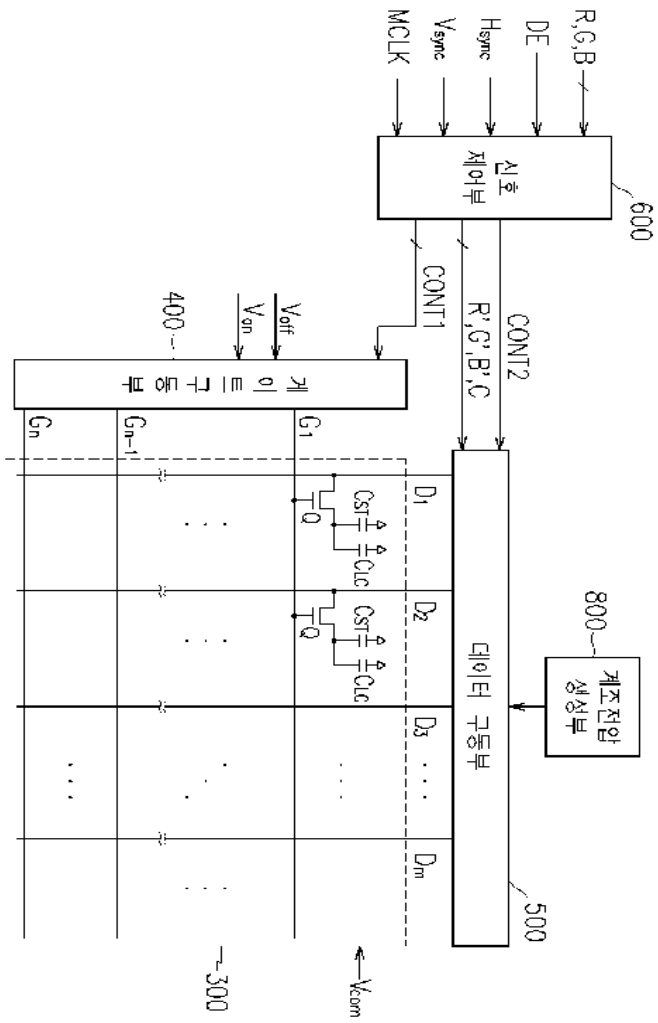 R,G,B
DE
Hsync
Vsync
MCLK
신호
제어부
600
CONT1
CONT2
R',G',B',C
Voff
Von
400
게이트구동부
G1
Gn-1
Gn
800
계조전압
생성부
데이터 구동부
500
D1
D2
D3
. . .
Dm
Q
CST
CLC
Q
CST
CLC
. . .
. . .
. . .
. . .
. . .
. . .
Vcom
300